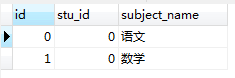 id stu_id subject_name
0 0 语文
1 0 数学